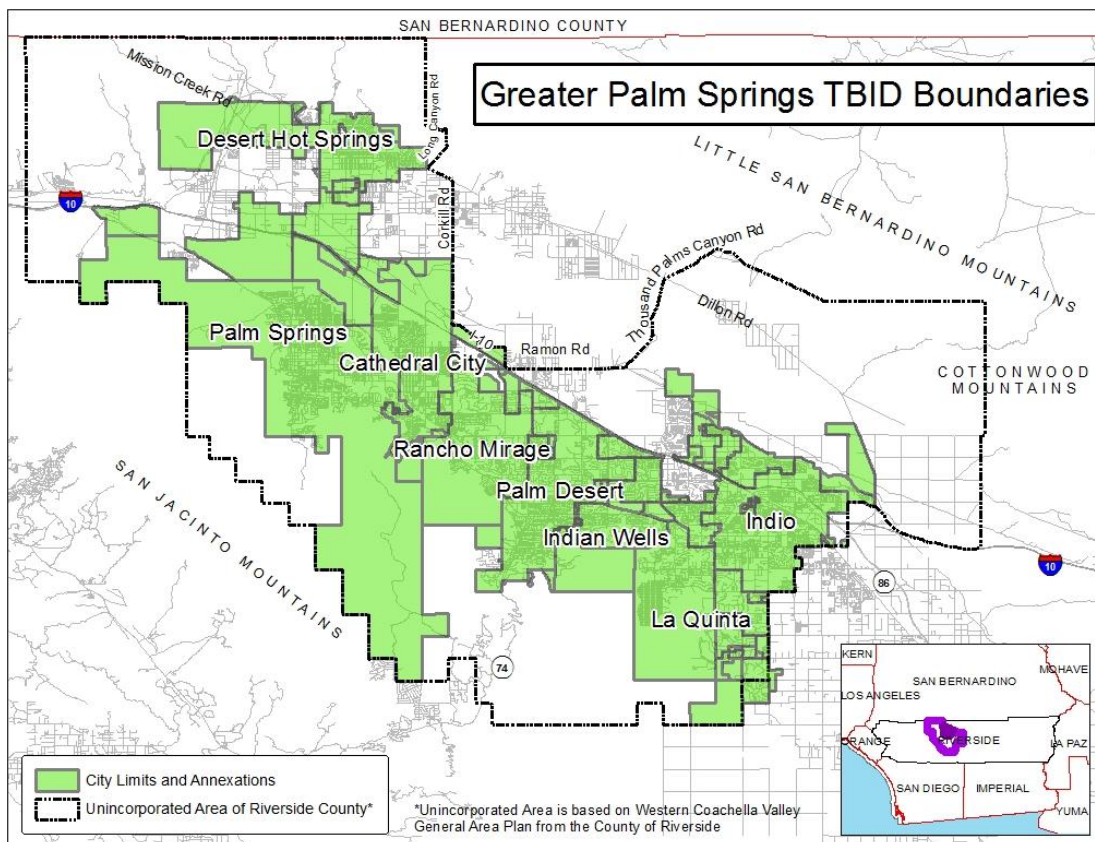 SAN BERNARDINO COUNTY
Mission Creek Rd
Greater Palm Springs TBID Boundaries
Long Canyon Rd
Desert Hot Springs
LITTLE SAN BERNARDINO MOUNTAINS
10
Corkill Rd
Thousand Palms Canyon Rd
Dillon Rd
Palm Springs
I-10
Ramon Rd
Cathedral City
COTTONWOOD
MOUNTAINS
Rancho Mirage
SAN JACINTO MOUNTAINS
Palm Desert
Indio
Indian Wells
10
86
La Quinta
74
KERN
MOHAVE
SAN BERNARDINO
LOS ANGELES
ORANGE
RIVERSIDE
LA PAZ
SAN DIEGO
IMPERIAL
YUMA
City Limits and Annexations
Unincorporated Area of Riverside County*
*Unincorporated Area is based on Western Coachella Valley
General Area Plan from the County of Riverside